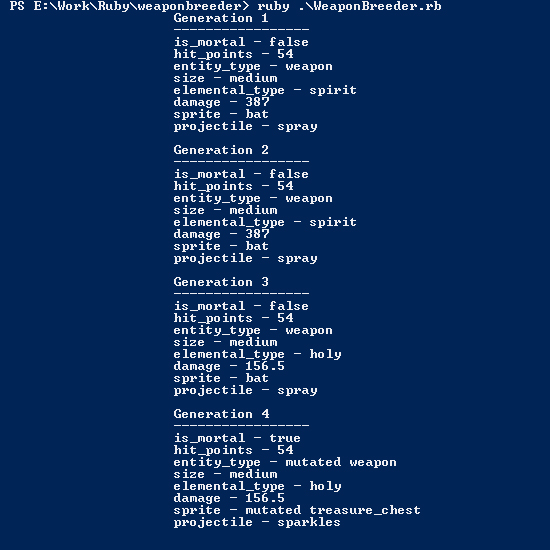 PS E:\Work\Ruby\weaponbreeder> ruby .\WeaponBreeder.rb
Generation 1
-----------------
is_mortal - false
hit_points - 54
entity_type - weapon
size - medium
elemental_type - spirit
damage - 387
sprite - bat
projectile - spray
Generation 2
-----------------
is_mortal - false
hit_points - 54
entity_type - weapon
size - medium
elemental_type - spirit
damage - 387
sprite - bat
projectile - spray
Generation 3
-----------------
is_mortal - false
hit_points - 54
entity_type - weapon
size - medium
elemental_type - holy
damage - 156.5
sprite - bat
projectile - spray
Generation 4
-----------------
is_mortal - true
hit_points - 54
entity_type - mutated weapon
size - medium
elemental_type - holy
damage - 156.5
sprite - mutated treasure_chest
projectile - sparkles